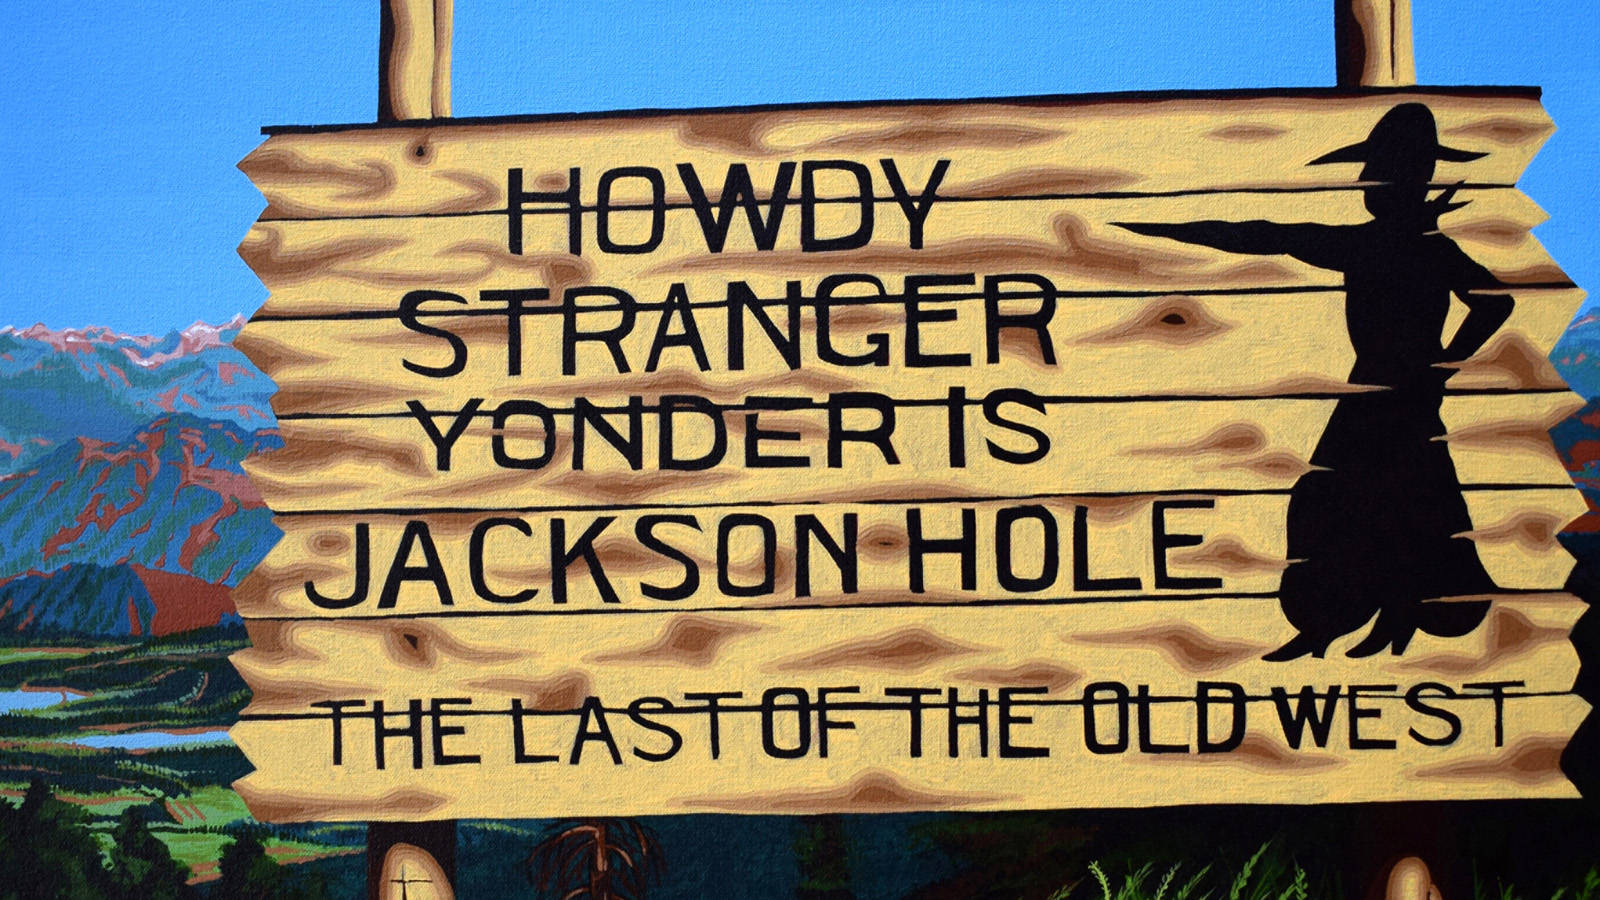 HOWDY
STRANGER
YONDER IS
JACKSON HOLE
THE LAST OF THE OLD WEST